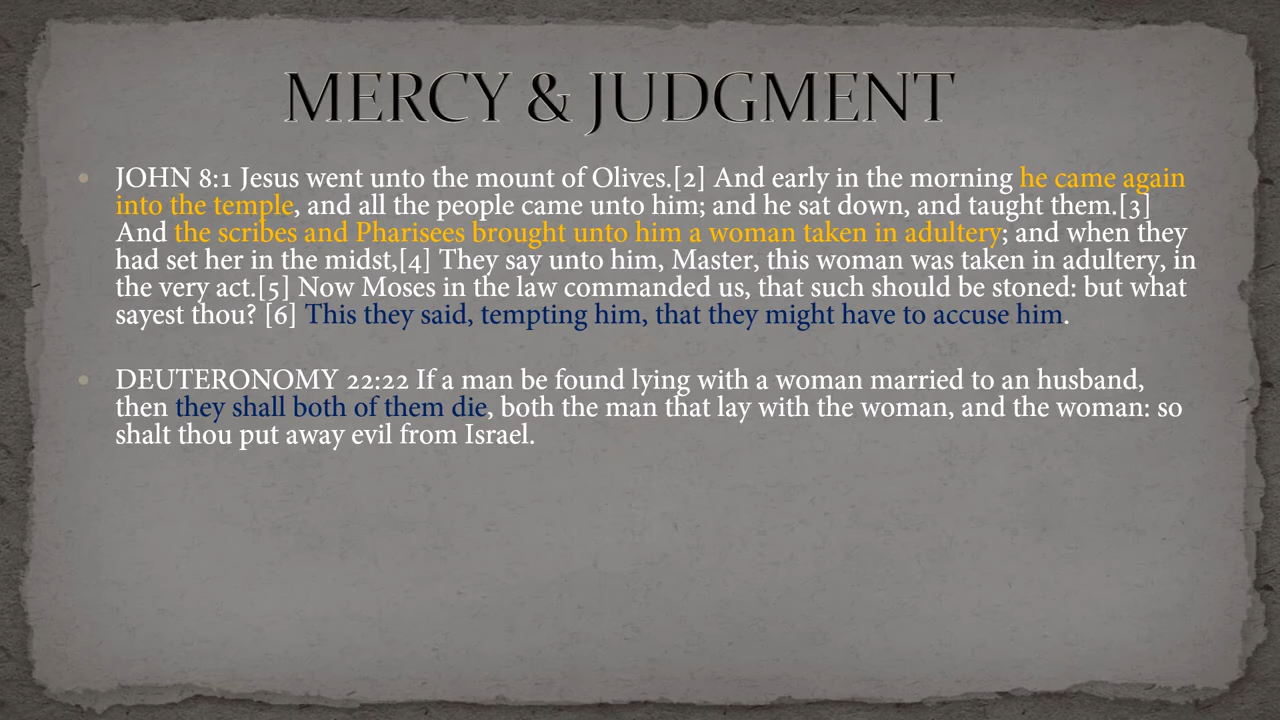 MERCY & JUDGMENT
• JOHN 8:1 Jesus went unto the mount of Olives.[2] And early in the morning he came again
into the temple, and all the people came unto him; and he sat down, and taught them.[3]
And the scribes and Pharisees brought unto him a woman taken in adultery; and when they
had set her in the midst,[4] They say unto him, Master, this woman was taken in adultery, in
the very act.[5] Now Moses in the law commanded us, that such should be stoned: but what
sayest thou? [6] This they said, tempting him, that they might have to accuse him.
• DEUTERONOMY 22:22 If a man be found lying with a woman married to an husband,
then they shall both of them die, both the man that lay with the woman, and the woman: so
shalt thou put away evil from Israel.